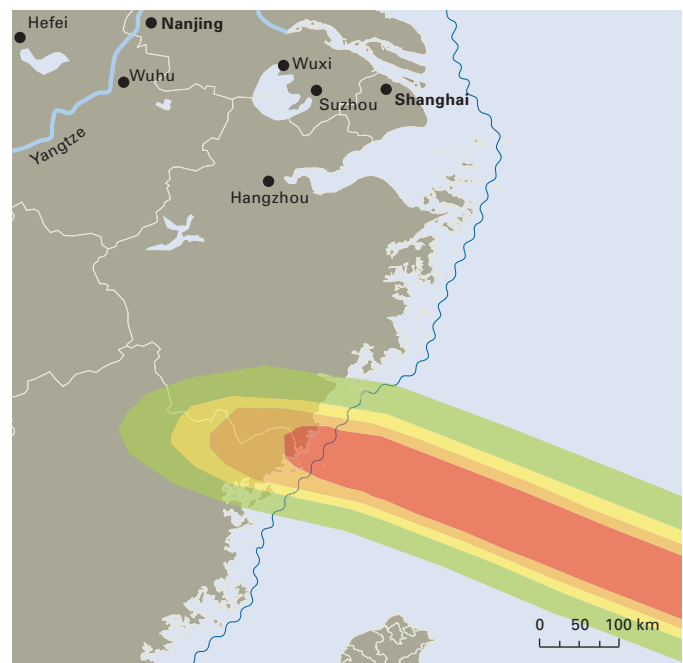 Hefei
Nanjing
Wuxi
Wuhu
Suzhou
Shanghai
Yangtze
Hangzhou
0 50 100 km